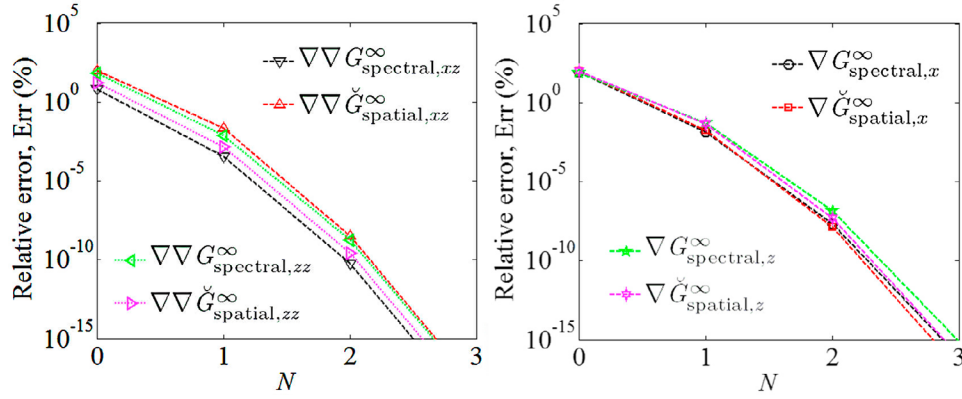 Relative error, Err (%)
10^5
10^0
10^-5
10^-10
10^-15
∇∇G^∞_spectral,xz
∇∇Ğ^∞_spatial,xz
∇∇G^∞_spectral,zz
∇∇Ğ^∞_spatial,zz
0 1 2 3
N
Relative error, Err (%)
10^5
10^0
10^-5
10^-10
10^-15
∇G^∞_spectral,x
∇Ğ^∞_spatial,x
∇G^∞_spectral,z
∇Ğ^∞_spatial,z
0 1 2 3
N